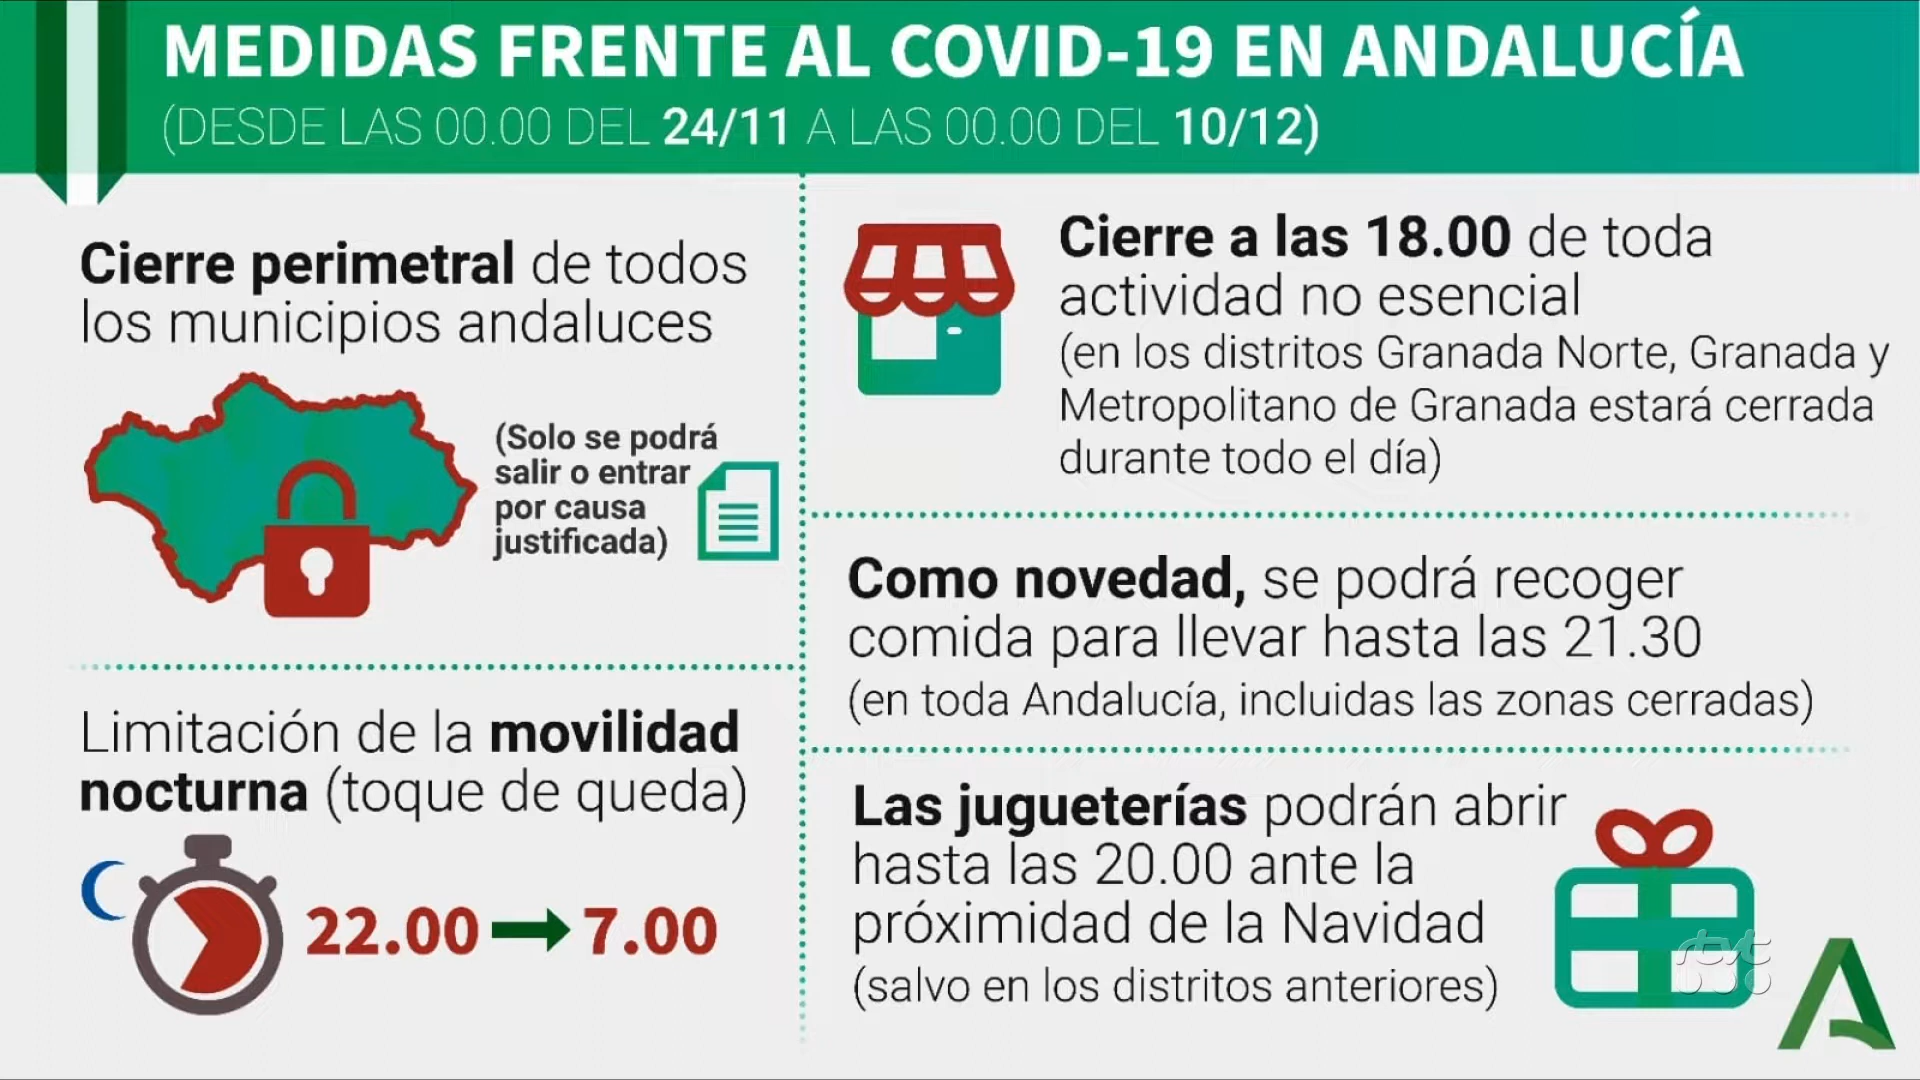 MEDIDAS FRENTE AL COVID-19 EN ANDALUCÍA
(DESDE LAS 00.00 DEL 24/11 A LAS 00.00 DEL 10/12)
Cierre perimetral de todos
los municipios andaluces
(Solo se podrá
salir o entrar
por causa
justificada)
Limitación de la movilidad
nocturna (toque de queda)
22.00 7.00
Cierre a las 18.00 de toda
actividad no esencial
(en los distritos Granada Norte, Granada y
Metropolitano de Granada estará cerrada
durante todo el día)
Como novedad, se podrá recoger
comida para llevar hasta las 21.30
(en toda Andalucía, incluidas las zonas cerradas)
Las jugueterías podrán abrir
hasta las 20.00 ante la
próximidad de la Navidad
(salvo en los distritos anteriores)